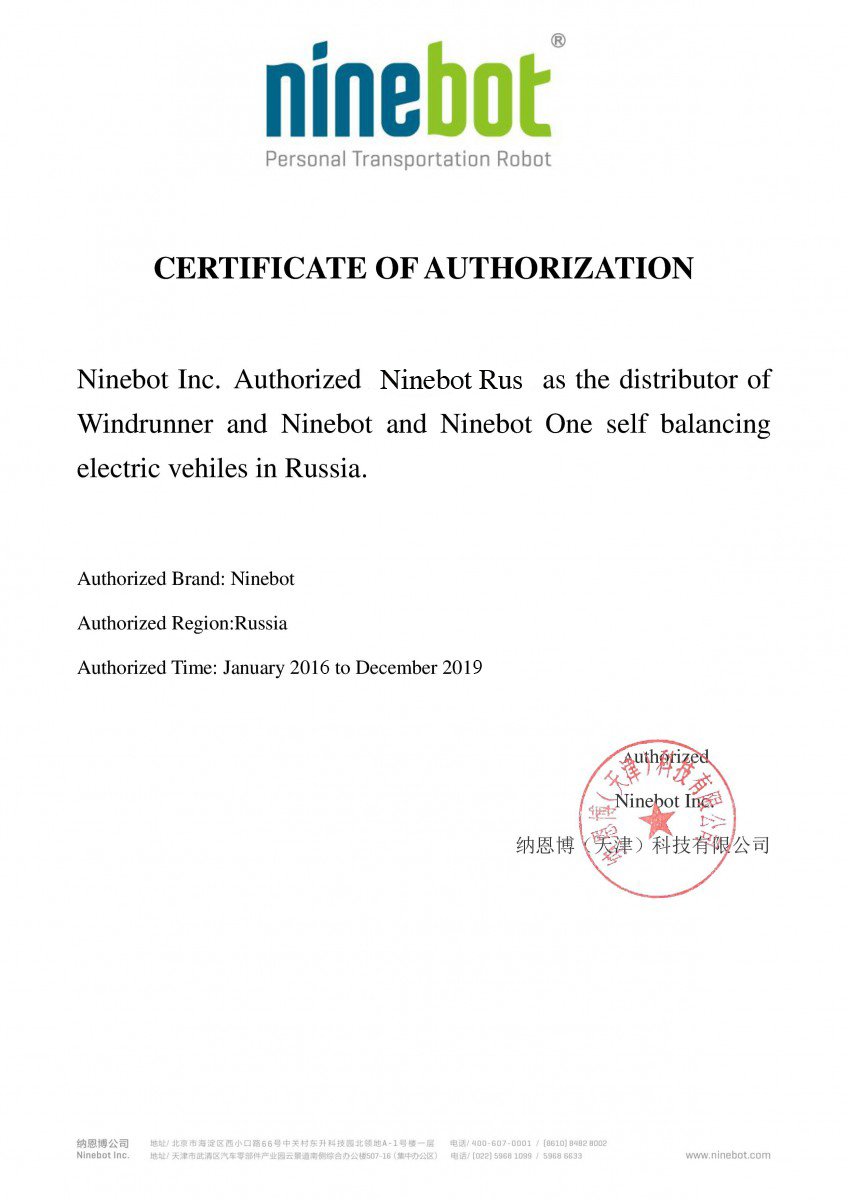 ninebot®
Personal Transportation Robot
CERTIFICATE OF AUTHORIZATION
Ninebot Inc. Authorized Ninebot Rus as the distributor of
Windrunner and Ninebot and Ninebot One self balancing
electric vehiles in Russia.
Authorized Brand: Ninebot
Authorized Region:Russia
Authorized Time: January 2016 to December 2019
Authorized
Ninebot Inc.
纳恩博（天津）科技有限公司
纳恩博（天津）科技有限公司
纳恩博公司 地址/ 北京市海淀区西小口路66号中关村东升科技园北领地A-1号楼一层 电话/ 400-607-0001 / (8610) 8482 8002
Ninebot Inc. 地址/ 天津市武清区汽车零部件产业园云景道南侧综合办公楼507-16 (集中办公区) 电话/ (022) 5968 1099 / 5968 6633 www.ninebot.com